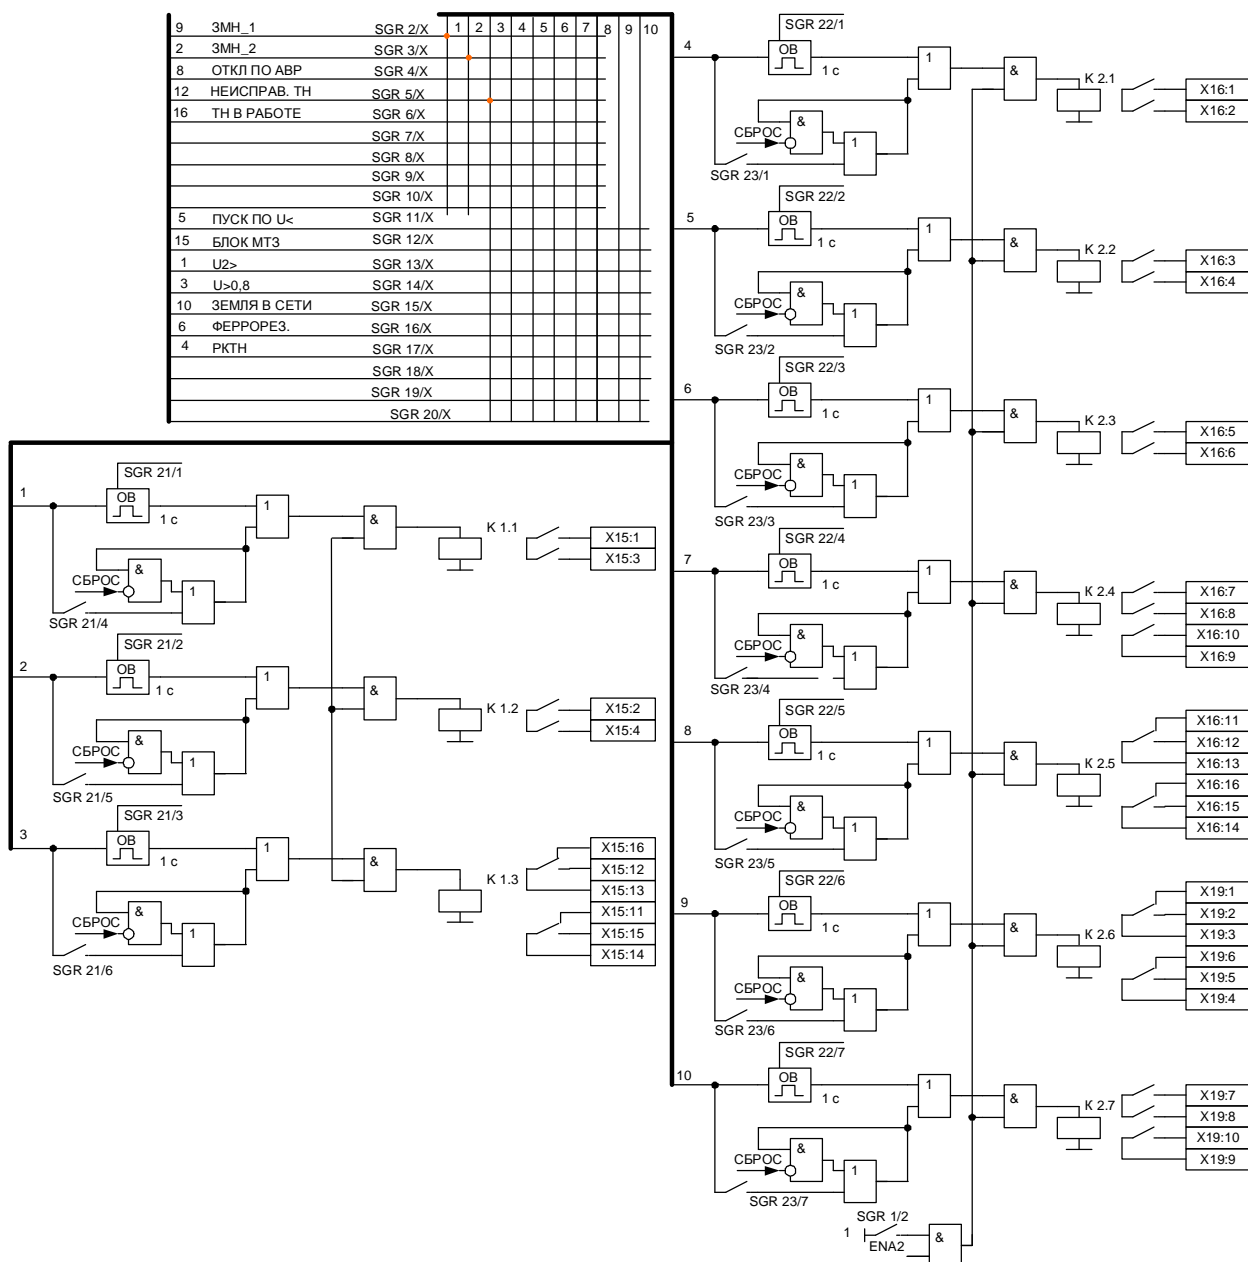 9 ЗМН_1 SGR 2/X 1 2 3 4 5 6 7 8 9 10
2 ЗМН_2 SGR 3/X
8 ОТКЛ ПО АВР SGR 4/X
12 НЕИСПРАВ. ТН SGR 5/X
16 ТН В РАБОТЕ SGR 6/X
SGR 7/X
SGR 8/X
SGR 9/X
SGR 10/X
5 ПУСК ПО U< SGR 11/X
15 БЛОК МТЗ SGR 12/X
1 U2> SGR 13/X
3 U>0,8 SGR 14/X
10 ЗЕМЛЯ В СЕТИ SGR 15/X
6 ФЕРРОРЕЗ. SGR 16/X
4 РКТН SGR 17/X
SGR 18/X
SGR 19/X
SGR 20/X
SGR 21/1
1 ОВ 1 с 1 & K 1.1 X15:1
X15:3
СБРОС & 1
SGR 21/4
SGR 21/2
2 ОВ 1 с 1 & K 1.2 X15:2
X15:4
СБРОС & 1
SGR 21/5
SGR 21/3
3 ОВ 1 с 1 & K 1.3 X15:16
X15:12
X15:13
X15:11
X15:15
X15:14
СБРОС & 1
SGR 21/6
SGR 22/1
4 ОВ 1 с 1 & K 2.1 X16:1
X16:2
СБРОС & 1
SGR 23/1
SGR 22/2
5 ОВ 1 с 1 & K 2.2 X16:3
X16:4
СБРОС & 1
SGR 23/2
SGR 22/3
6 ОВ 1 с 1 & K 2.3 X16:5
X16:6
СБРОС & 1
SGR 23/3
SGR 22/4
7 ОВ 1 с 1 & K 2.4 X16:7
X16:8
X16:10
X16:9
СБРОС & 1
SGR 23/4
SGR 22/5
8 ОВ 1 с 1 & K 2.5 X16:11
X16:12
X16:13
X16:16
X16:15
X16:14
СБРОС & 1
SGR 23/5
SGR 22/6
9 ОВ 1 с 1 & K 2.6 X19:1
X19:2
X19:3
X19:6
X19:5
X19:4
СБРОС & 1
SGR 23/6
SGR 22/7
10 ОВ 1 с 1 & K 2.7 X19:7
X19:8
X19:10
X19:9
СБРОС & 1
SGR 23/7
SGR 1/2
1 &
ENA2